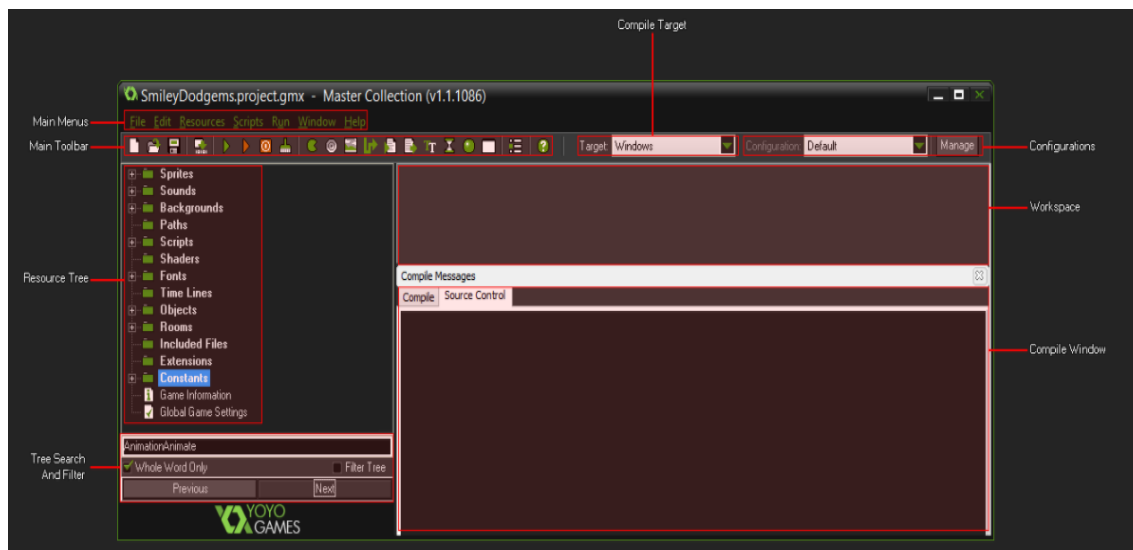 Compile Target
SmileyDodgems.project.gmx - Master Collection (v1.1.1086)
Main Menus
File Edit Resources Scripts Run Window Help
Main Toolbar
Target: Windows
Configuration: Default
Manage
Configurations
Sprites
Sounds
Backgrounds
Paths
Scripts
Shaders
Fonts
Time Lines
Objects
Rooms
Included Files
Extensions
Constants
Game Information
Global Game Settings
Resource Tree
Workspace
Compile Messages
Compile Source Control
Compile Window
AnimationAnimate
Tree Search
And Filter
Whole Word Only
Filter Tree
Previous
Next
YOYO
GAMES